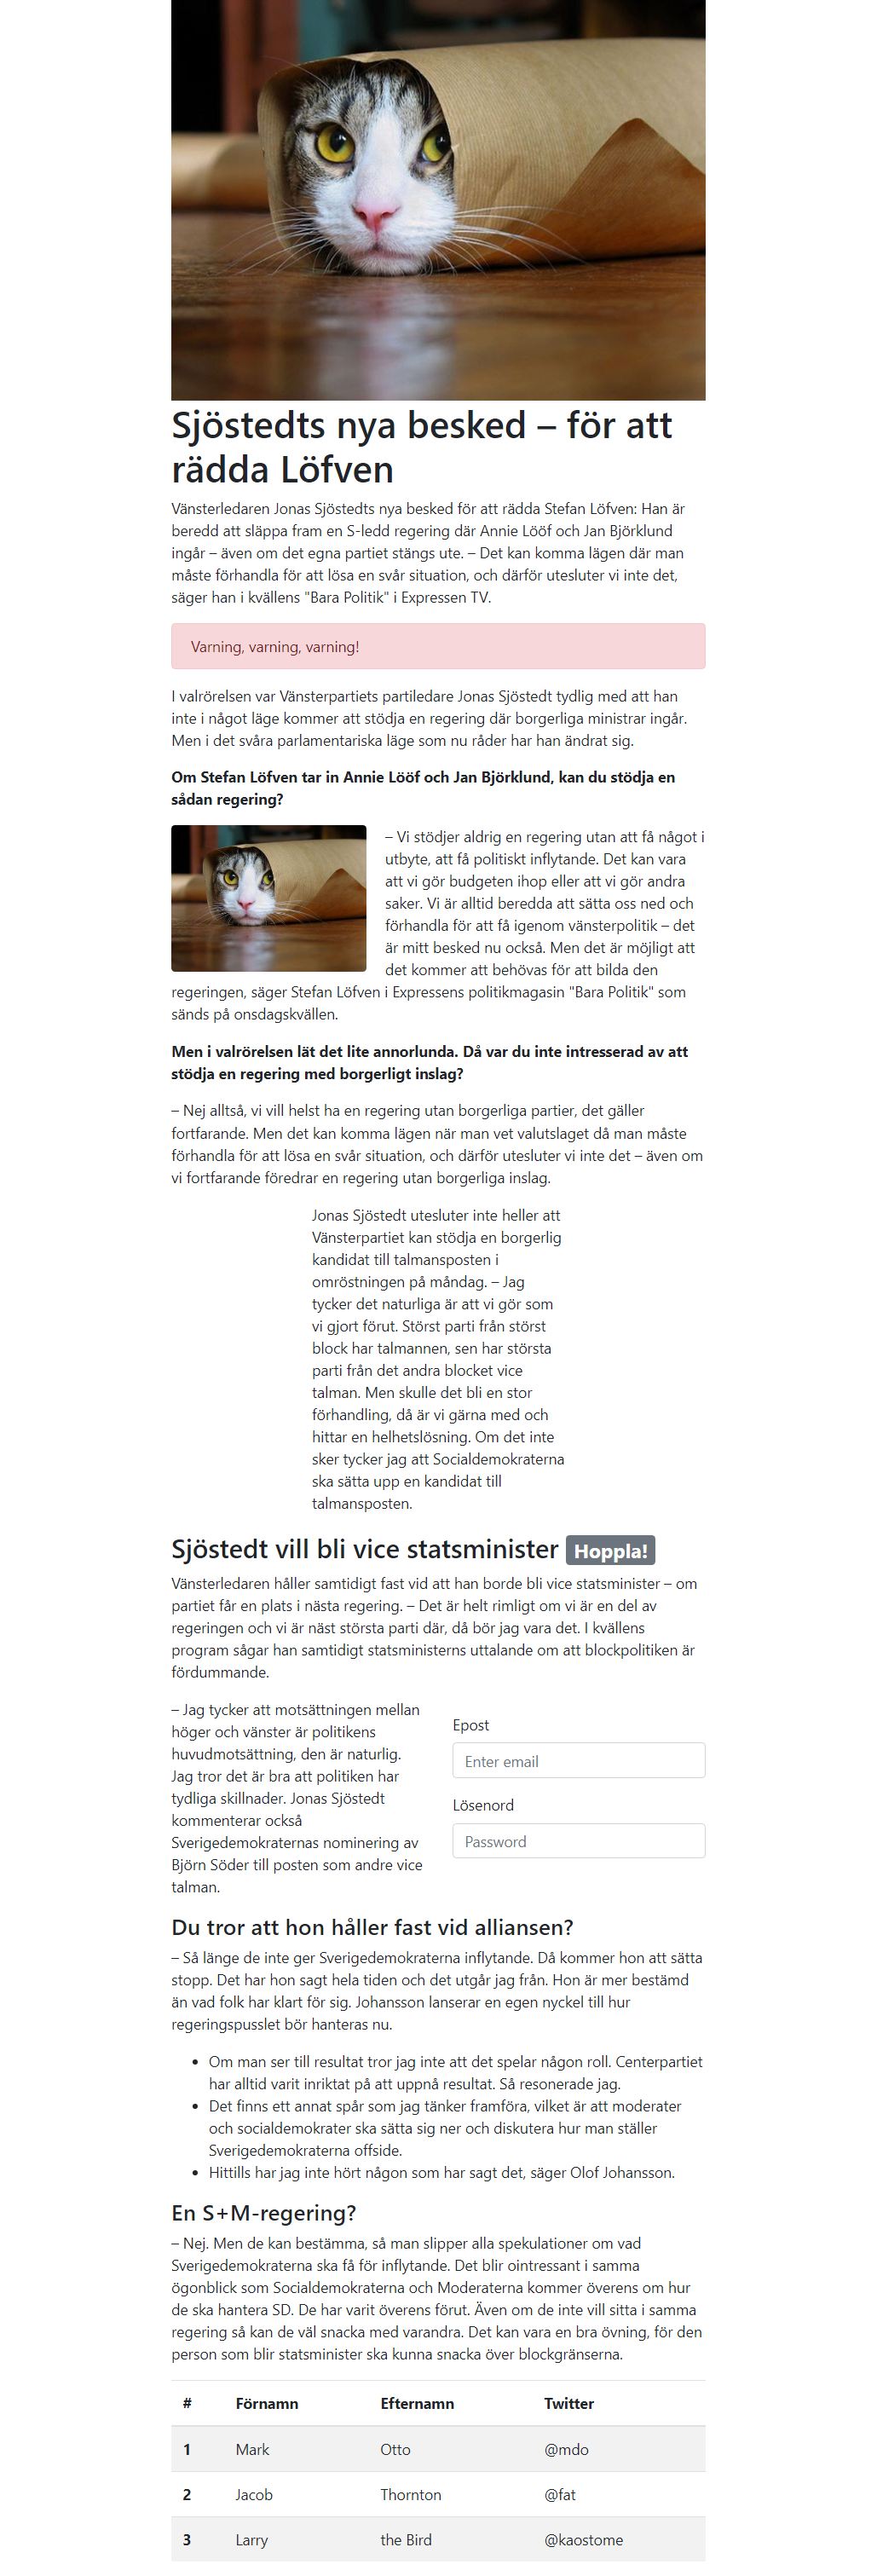 Sjöstedts nya besked – för att
rädda Löfven
Vänsterledaren Jonas Sjöstedts nya besked för att rädda Stefan Löfven: Han är
beredd att släppa fram en S-ledd regering där Annie Lööf och Jan Björklund
ingår – även om det egna partiet stängs ute. – Det kan komma lägen där man
måste förhandla för att lösa en svår situation, och därför utesluter vi inte det,
säger han i kvällens "Bara Politik" i Expressen TV.
Varning, varning, varning!
I valrörelsen var Vänsterpartiets partiledare Jonas Sjöstedt tydlig med att han
inte i något läge kommer att stödja en regering där borgerliga ministrar ingår.
Men i det svåra parlamentariska läge som nu råder har han ändrat sig.
Om Stefan Löfven tar in Annie Lööf och Jan Björklund, kan du stödja en
sådan regering?
– Vi stödjer aldrig en regering utan att få något i
utbyte, att få politiskt inflytande. Det kan vara
att vi gör budgeten ihop eller att vi gör andra
saker. Vi är alltid beredda att sätta oss ned och
förhandla för att få igenom vänsterpolitik – det
är mitt besked nu också. Men det är möjligt att
det kommer att behövas för att bilda den
regeringen, säger Stefan Löfven i Expressens politikmagasin "Bara Politik" som
sänds på onsdagskvällen.
Men i valrörelsen lät det lite annorlunda. Då var du inte intresserad av att
stödja en regering med borgerligt inslag?
– Nej alltså, vi vill helst ha en regering utan borgerliga partier, det gäller
fortfarande. Men det kan komma lägen när man vet valutslaget då man måste
förhandla för att lösa en svår situation, och därför utesluter vi inte det – även om
vi fortfarande föredrar en regering utan borgerliga inslag.
Jonas Sjöstedt utesluter inte heller att
Vänsterpartiet kan stödja en borgerlig
kandidat till talmansposten i
omröstningen på måndag. – Jag
tycker det naturliga är att vi gör som
vi gjort förut. Störst parti från störst
block har talmannen, sen har största
parti från det andra blocket vice
talman. Men skulle det bli en stor
förhandling, då är vi gärna med och
hittar en helhetslösning. Om det inte
sker tycker jag att Socialdemokraterna
ska sätta upp en kandidat till
talmansposten.
Sjöstedt vill bli vice statsminister Hoppla!
Vänsterledaren håller samtidigt fast vid att han borde bli vice statsminister – om
partiet får en plats i nästa regering. – Det är helt rimligt om vi är en del av
regeringen och vi är näst största parti där, då bör jag vara det. I kvällens
program sågar han samtidigt statsministerns uttalande om att blockpolitiken är
fördummande.
– Jag tycker att motsättningen mellan
höger och vänster är politikens
huvudmotsättning, den är naturlig.
Jag tror det är bra att politiken har
tydliga skillnader. Jonas Sjöstedt
kommenterar också
Sverigedemokraternas nominering av
Björn Söder till posten som andre vice
talman.
Epost
Enter email
Lösenord
Password
Du tror att hon håller fast vid alliansen?
– Så länge de inte ger Sverigedemokraterna inflytande. Då kommer hon att sätta
stopp. Det har hon sagt hela tiden och det utgår jag från. Hon är mer bestämd
än vad folk har klart för sig. Johansson lanserar en egen nyckel till hur
regeringspusslet bör hanteras nu.
• Om man ser till resultat tror jag inte att det spelar någon roll. Centerpartiet
har alltid varit inriktat på att uppnå resultat. Så resonerade jag.
• Det finns ett annat spår som jag tänker framföra, vilket är att moderater
och socialdemokrater ska sätta sig ner och diskutera hur man ställer
Sverigedemokraterna offside.
• Hittills har jag inte hört någon som har sagt det, säger Olof Johansson.
En S+M-regering?
– Nej. Men de kan bestämma, så man slipper alla spekulationer om vad
Sverigedemokraterna ska få för inflytande. Det blir ointressant i samma
ögonblick som Socialdemokraterna och Moderaterna kommer överens om hur
de ska hantera SD. De har varit överens förut. Även om de inte vill sitta i samma
regering så kan de väl snacka med varandra. Det kan vara en bra övning, för den
person som blir statsminister ska kunna snacka över blockgränserna.
# Förnamn Efternamn Twitter
1 Mark Otto @mdo
2 Jacob Thornton @fat
3 Larry the Bird @kaostome